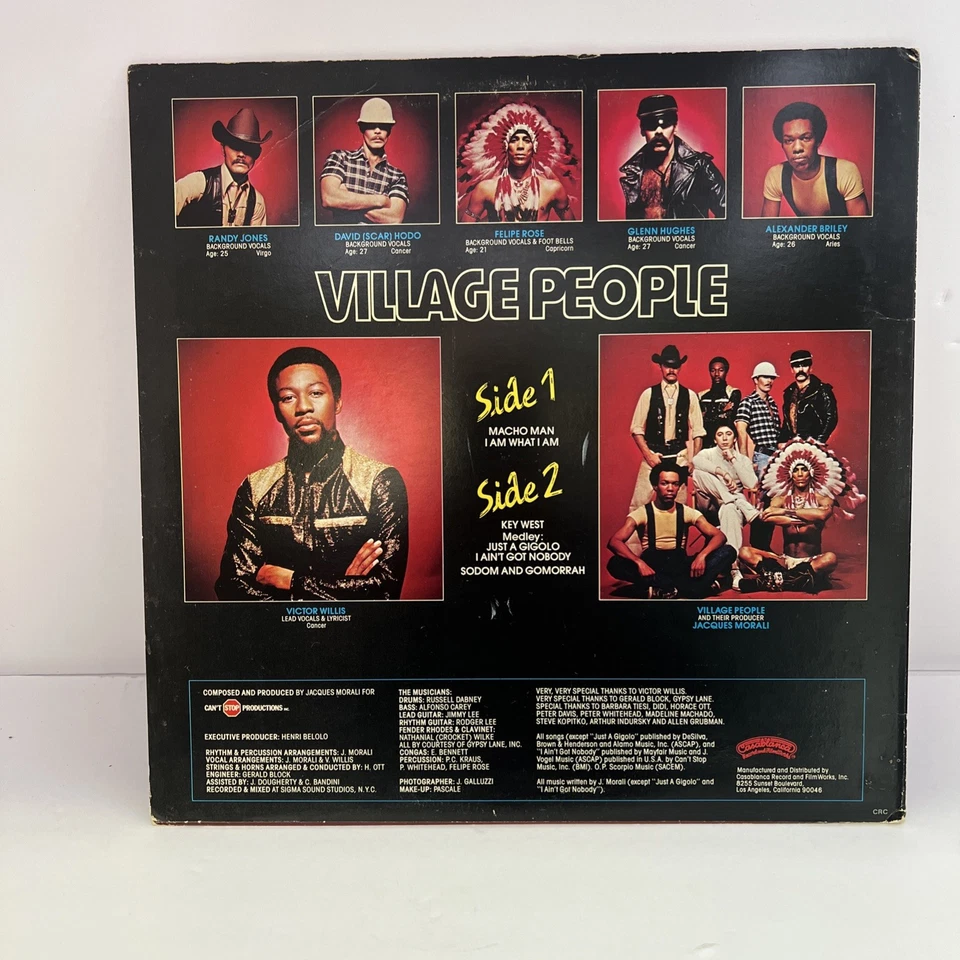 RANDY JONES
BACKGROUND VOCALS
Age: 25 Virgo
DAVID (SCAR) HODO
BACKGROUND VOCALS
Age: 27 Cancer
FELIPE ROSE
BACKGROUND VOCALS & FOOT BELLS
Age: 21 Capricorn
GLENN HUGHES
BACKGROUND VOCALS
Age: 27 Cancer
ALEXANDER BRILEY
BACKGROUND VOCALS
Age: 26 Aries
VILLAGE PEOPLE
Side 1
MACHO MAN
I AM WHAT I AM
Side 2
KEY WEST
Medley:
JUST A GIGOLO
I AIN'T GOT NOBODY
SODOM AND GOMORRAH
VICTOR WILLIS
LEAD VOCALS & LYRICIST
Cancer
VILLAGE PEOPLE
AND THEIR PRODUCER
JACQUES MORALI
COMPOSED AND PRODUCED BY JACQUES MORALI FOR
CAN'T STOP PRODUCTIONS INC.
EXECUTIVE PRODUCER: HENRI BELOLO
RHYTHM & PERCUSSION ARRANGEMENTS: J. MORALI
VOCAL ARRANGEMENTS: J. MORALI & V. WILLIS
STRINGS & HORNS ARRANGED & CONDUCTED BY: H. OTT
ENGINEER: GERALD BLOCK
ASSISTED BY: J. DOUGHERTY & C. BANDINI
RECORDED & MIXED AT SIGMA SOUND STUDIOS, N.Y.C.
THE MUSICIANS:
DRUMS: RUSSELL DABNEY
BASS: ALFONSO CAREY
LEAD GUITAR: JIMMY LEE
RHYTHM GUITAR: RODGER LEE
FENDER RHODES & CLAVINET:
NATHANIAL (CROCKET) WILKE
ALL BY COURTESY OF GYPSY LANE, INC.
CONGAS: E. BENNETT
PERCUSSION: P.C. KRAUS,
P. WHITEHEAD, FELIPE ROSE
PHOTOGRAPHER: J. GALLUZZI
MAKE-UP: PASCALE
VERY, VERY SPECIAL THANKS TO VICTOR WILLIS.
VERY SPECIAL THANKS TO GERALD BLOCK, GYPSY LANE.
SPECIAL THANKS TO BARBARA TIESI, DIDI, HORACE OTT,
PETER DAVIS, PETER WHITEHEAD, MADELINE MACHADO,
STEVE KOPITKO, ARTHUR INDURSKY AND ALLEN GRUBMAN.
All songs (except "Just A Gigolo" published by DeSilva,
Brown & Henderson and Alamo Music, Inc. (ASCAP), and
"I Ain't Got Nobody" published by Mayfair Music and J.
Vogel Music (ASCAP) published in U.S.A. by Can't Stop
Music, Inc. (BMI). O.P. Scorpio Music (SACEM).
All music written by J. Morali (except "Just A Gigolo" and
"I Ain't Got Nobody").
Casablanca
Record and FilmWorks
Manufactured and Distributed by
Casablanca Record and FilmWorks, Inc.
8255 Sunset Boulevard,
Los Angeles, California 90046
CRC